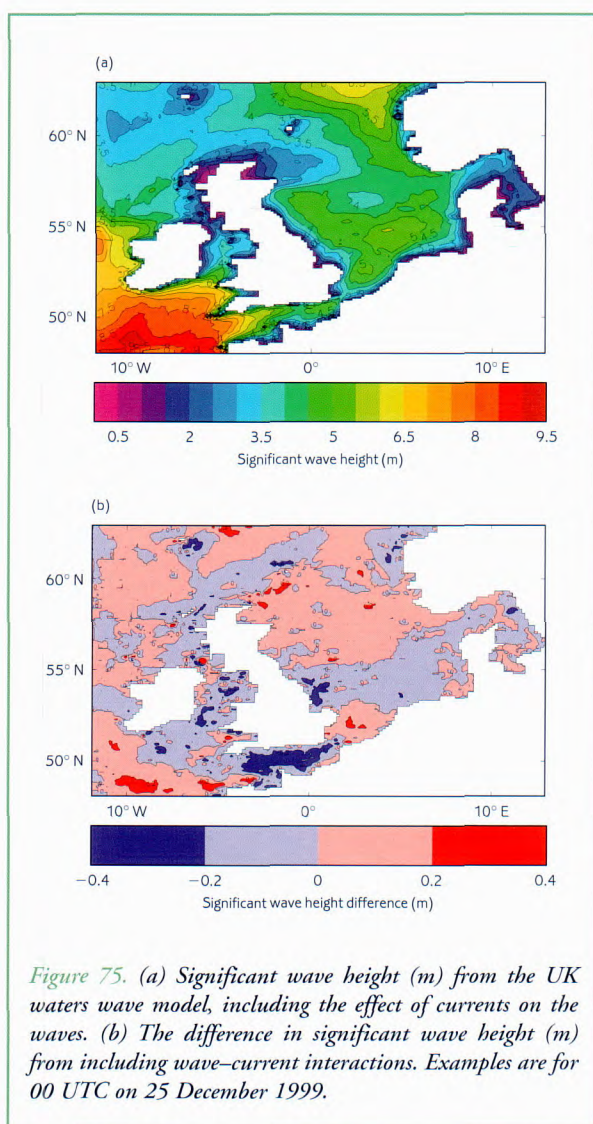 (a)
60° N
55° N
50° N
10° W 0° 10° E
0.5 2 3.5 5 6.5 8 9.5
Significant wave height (m)
(b)
60° N
55° N
50° N
10° W 0° 10° E
−0.4 −0.2 0 0.2 0.4
Significant wave height difference (m)
Figure 75. (a) Significant wave height (m) from the UK
waters wave model, including the effect of currents on the
waves. (b) The difference in significant wave height (m)
from including wave–current interactions. Examples are for
00 UTC on 25 December 1999.